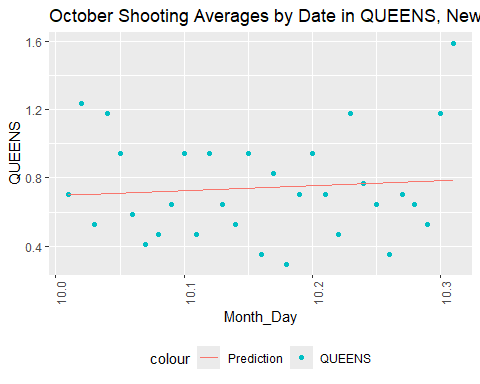 October Shooting Averages by Date in QUEENS, New
1.6
1.2
0.8
0.4
QUEENS
10.0
10.1
10.2
10.3
Month_Day
colour
Prediction
QUEENS